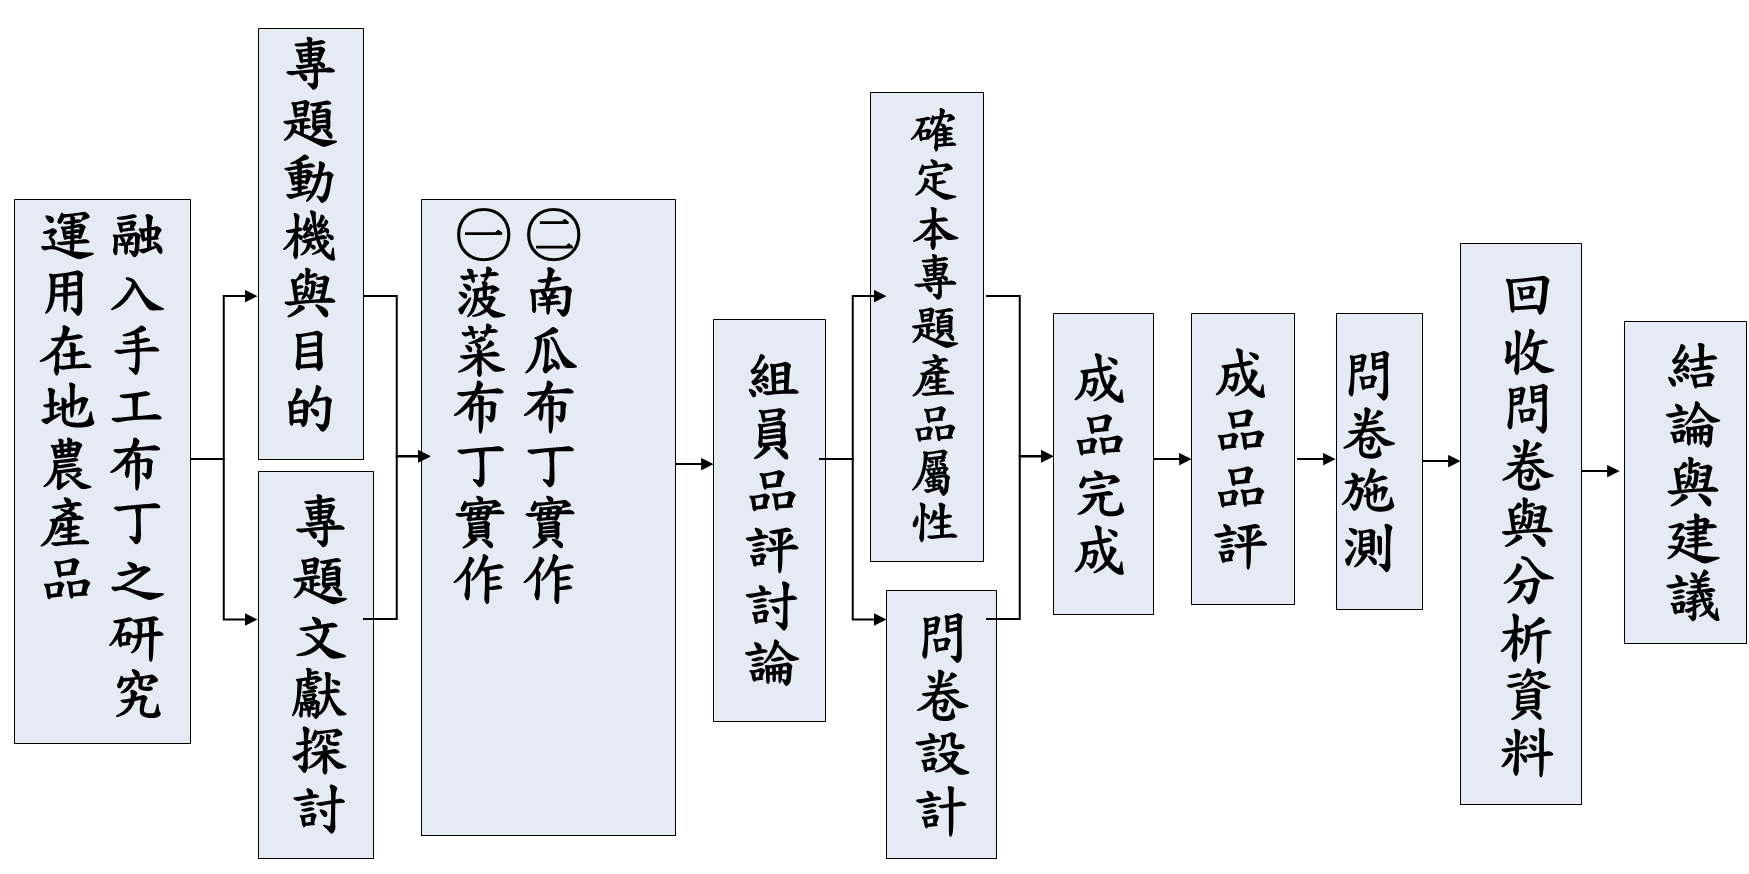 運用在地農產品
融入手工布丁之研究
專題動機與目的
專題文獻探討
㊀菠菜布丁實作
㊁南瓜布丁實作
組員品評討論
確定本專題產品屬性
問卷設計
成品完成
成品品評
問卷施測
回收問卷與分析資料
結論與建議